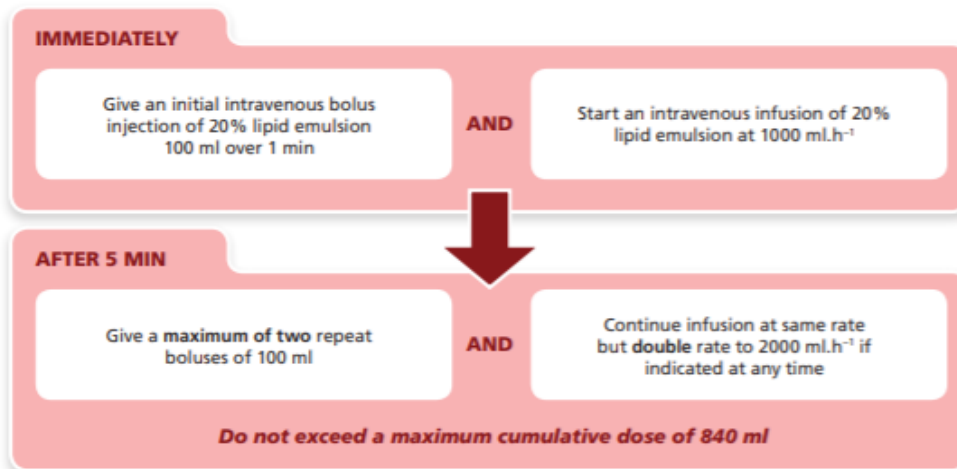 IMMEDIATELY
Give an initial intravenous bolus
injection of 20% lipid emulsion
100 ml over 1 min
AND
Start an intravenous infusion of 20%
lipid emulsion at 1000 ml.h⁻¹
AFTER 5 MIN
Give a maximum of two repeat
boluses of 100 ml
AND
Continue infusion at same rate
but double rate to 2000 ml.h⁻¹ if
indicated at any time
Do not exceed a maximum cumulative dose of 840 ml